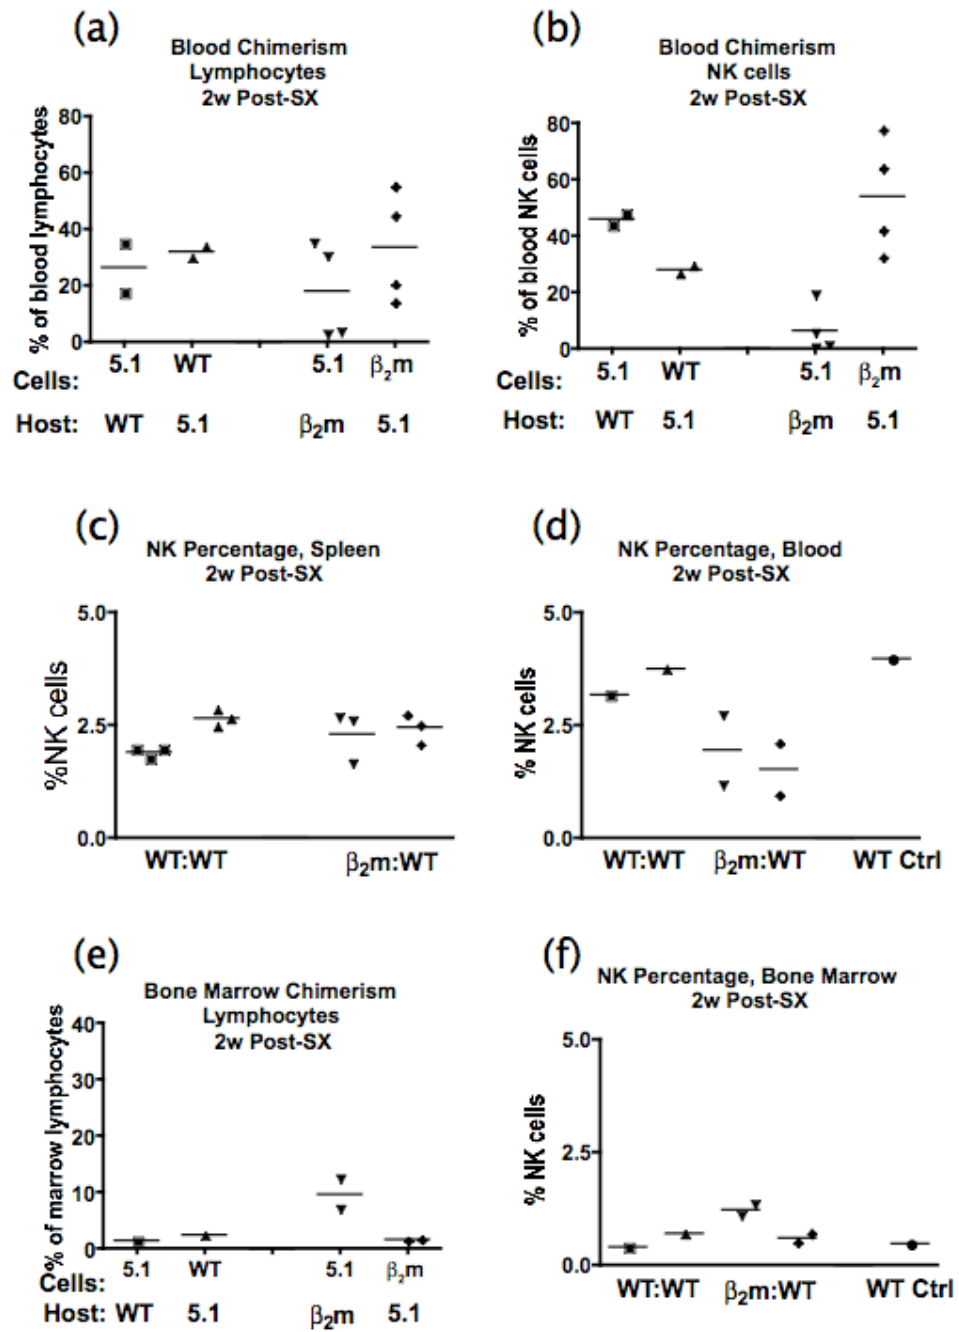 (a)
Blood Chimerism
Lymphocytes
2w Post-SX
% of blood lymphocytes
80
60
40
20
0
5.1 WT 5.1 β₂m
Cells:
Host: WT 5.1 β₂m 5.1
(b)
Blood Chimerism
NK cells
2w Post-SX
% of blood NK cells
80
60
40
20
0
5.1 WT 5.1 β₂m
Cells:
Host: WT 5.1 β₂m 5.1
(c)
NK Percentage, Spleen
2w Post-SX
%NK cells
5.0
2.5
0.0
WT:WT β₂m:WT
(d)
NK Percentage, Blood
2w Post-SX
% NK cells
5.0
2.5
0.0
WT:WT β₂m:WT WT Ctrl
(e)
Bone Marrow Chimerism
Lymphocytes
2w Post-SX
% of marrow lymphocytes
40
30
20
10
0
5.1 WT 5.1 β₂m
Cells:
Host: WT 5.1 β₂m 5.1
(f)
NK Percentage, Bone Marrow
2w Post-SX
% NK cells
5.0
2.5
0.0
WT:WT β₂m:WT WT Ctrl